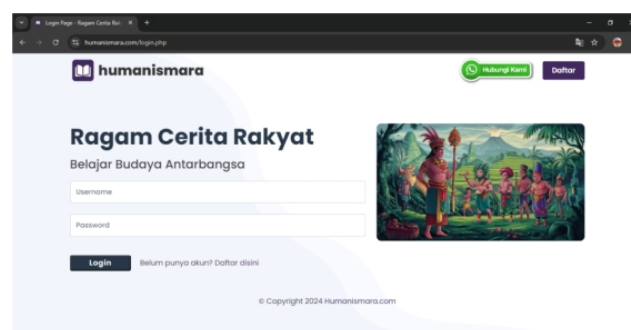 Login Page - Ragam Cerita Rak
humanismara.com/login.php
humanismara
Hubungi Kami
Daftar
Ragam Cerita Rakyat
Belajar Budaya Antarbangsa
Username
Password
Login
Belum punya akun? Daftar disini
© Copyright 2024 Humanismara.com